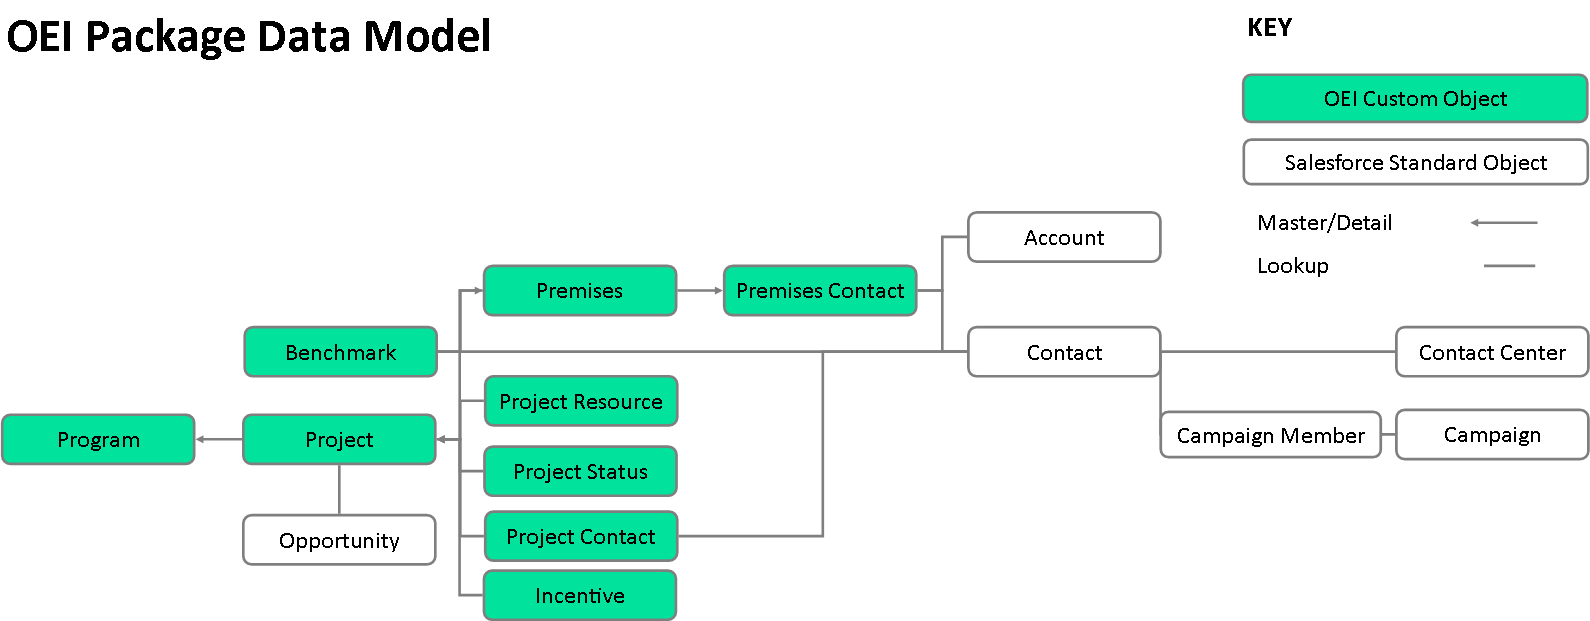 OEI Package Data Model
KEY
OEI Custom Object
Salesforce Standard Object
Master/Detail
Lookup
Account
Premises
Premises Contact
Benchmark
Contact
Contact Center
Project Resource
Program
Project
Campaign Member
Campaign
Project Status
Opportunity
Project Contact
Incentive